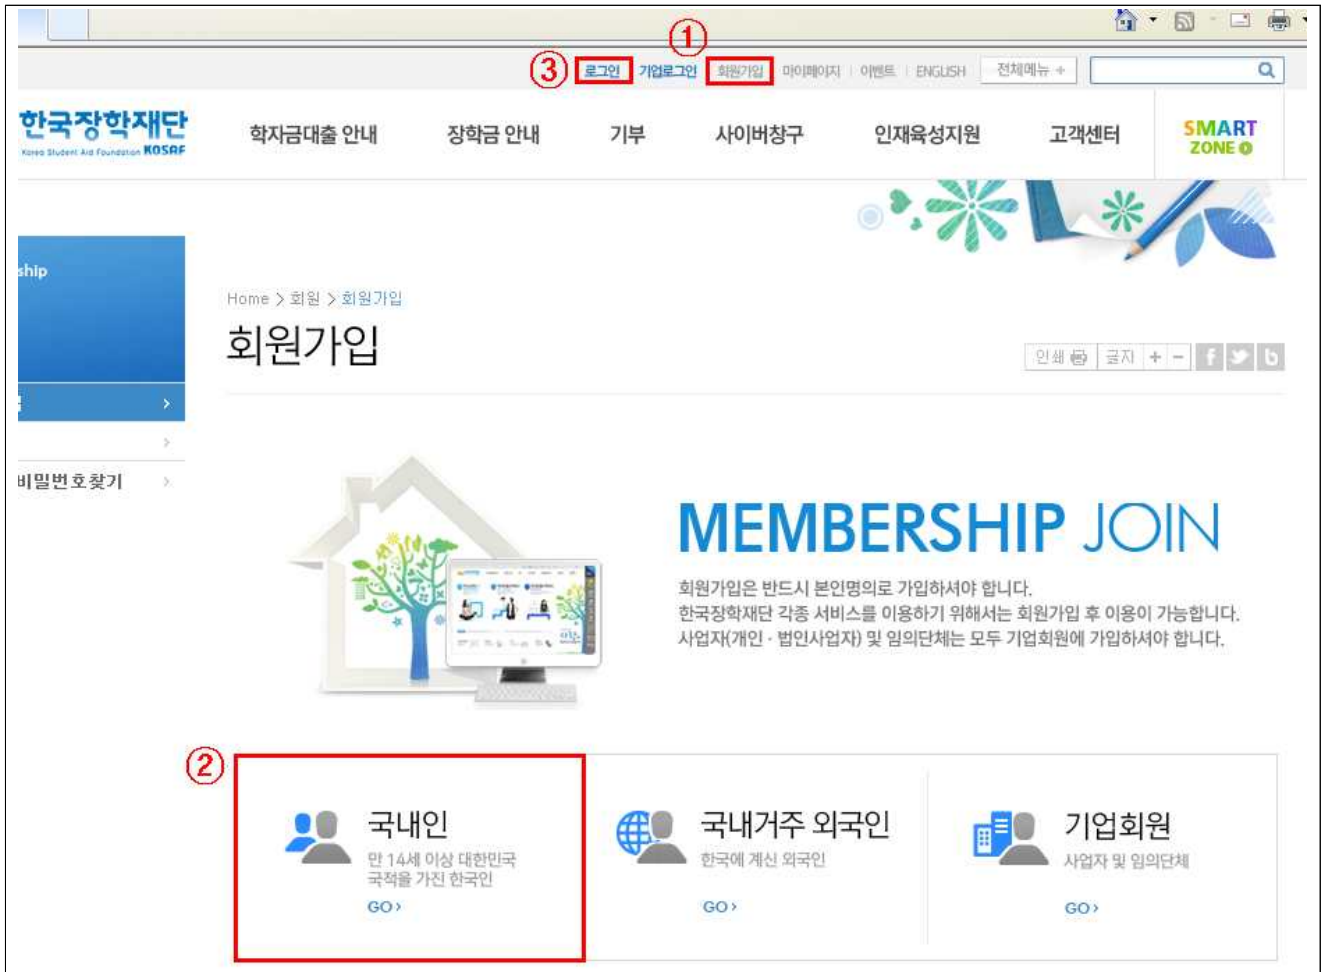 ①
③ 로그인 기업로그인 회원가입 마이페이지 | 이벤트 | ENGLISH 전체메뉴 +
한국장학재단
Korea Student Aid Foundation KOSAF
학자금대출 안내 장학금 안내 기부 사이버창구 인재육성지원 고객센터 SMART
ZONE
ship
Home > 회원 > 회원가입
회원가입
인쇄 글자 + - f b
비밀번호찾기
MEMBERSHIP JOIN
회원가입은 반드시 본인명의로 가입하셔야 합니다.
한국장학재단 각종 서비스를 이용하기 위해서는 회원가입 후 이용이 가능합니다.
사업자(개인 · 법인사업자) 및 임의단체는 모두 기업회원에 가입하셔야 합니다.
②
국내인
만 14세 이상 대한민국
국적을 가진 한국인
GO >
국내거주 외국인
한국에 계신 외국인
GO >
기업회원
사업자 및 임의단체
GO >